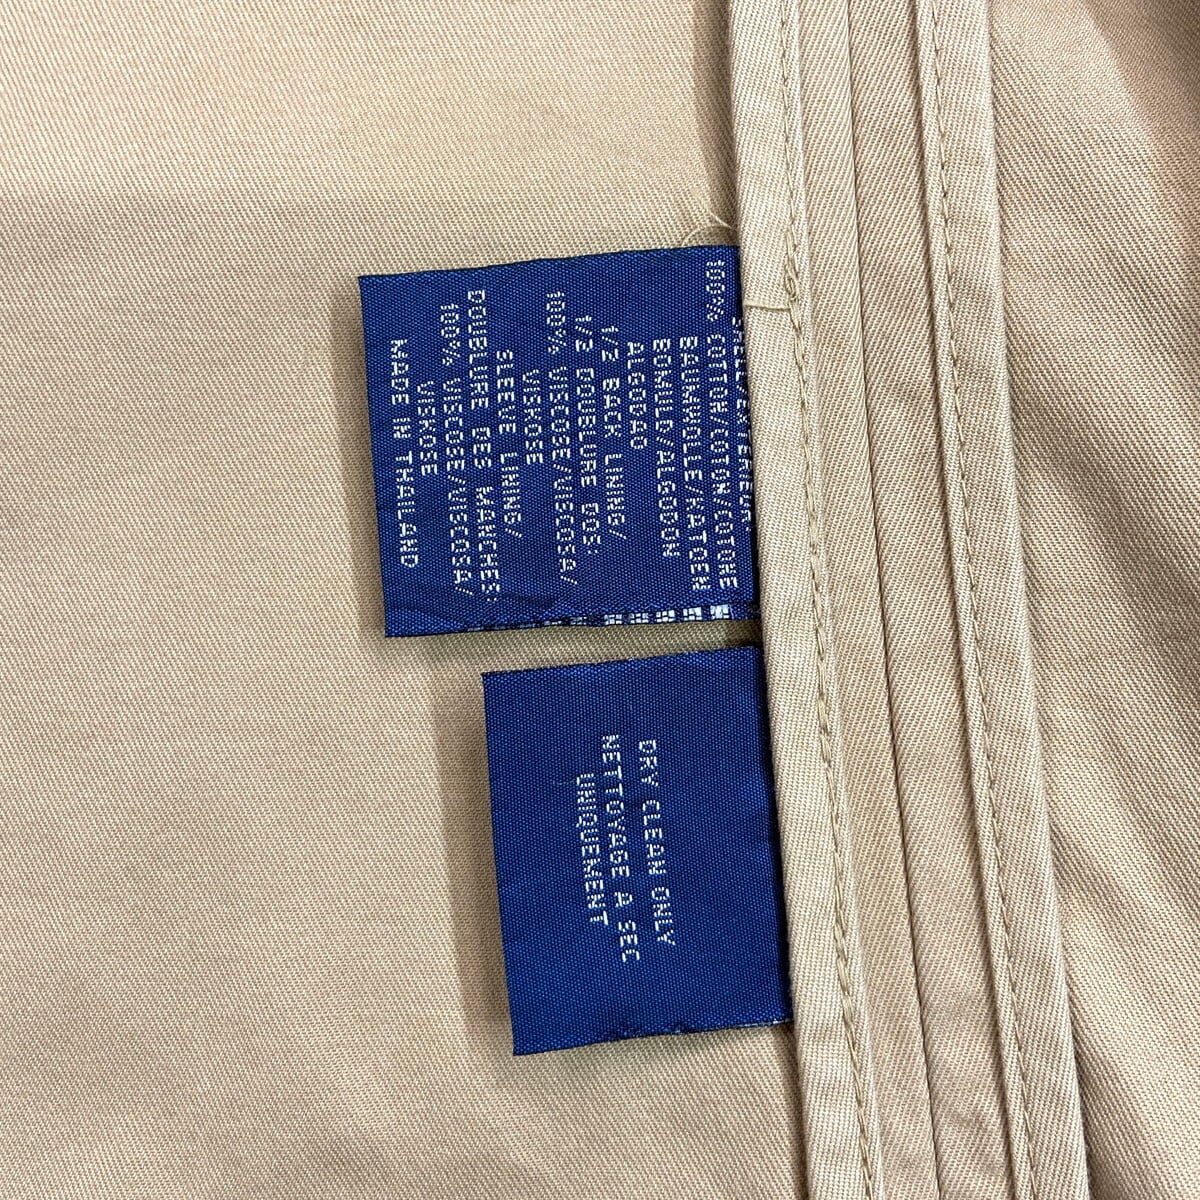 SHELL/EXTERIEUR
100% COTTON/COTON/COTONE
BAUMWOLLE/KATOEN
BOMULD/ALGODON
ALGODAO
1/2 BACK LINING/
1/2 DOUBLURE DOS:
100% VISCOSE/VISCOSA/
VISKOSE
SLEEVE LINING/
DOUBLURE DES MANCHES:
100% VISCOSE/VISCOSA/
VISKOSE
MADE IN THAILAND
DRY CLEAN ONLY
NETTOYAGE A SEC
UNIQUEMENT